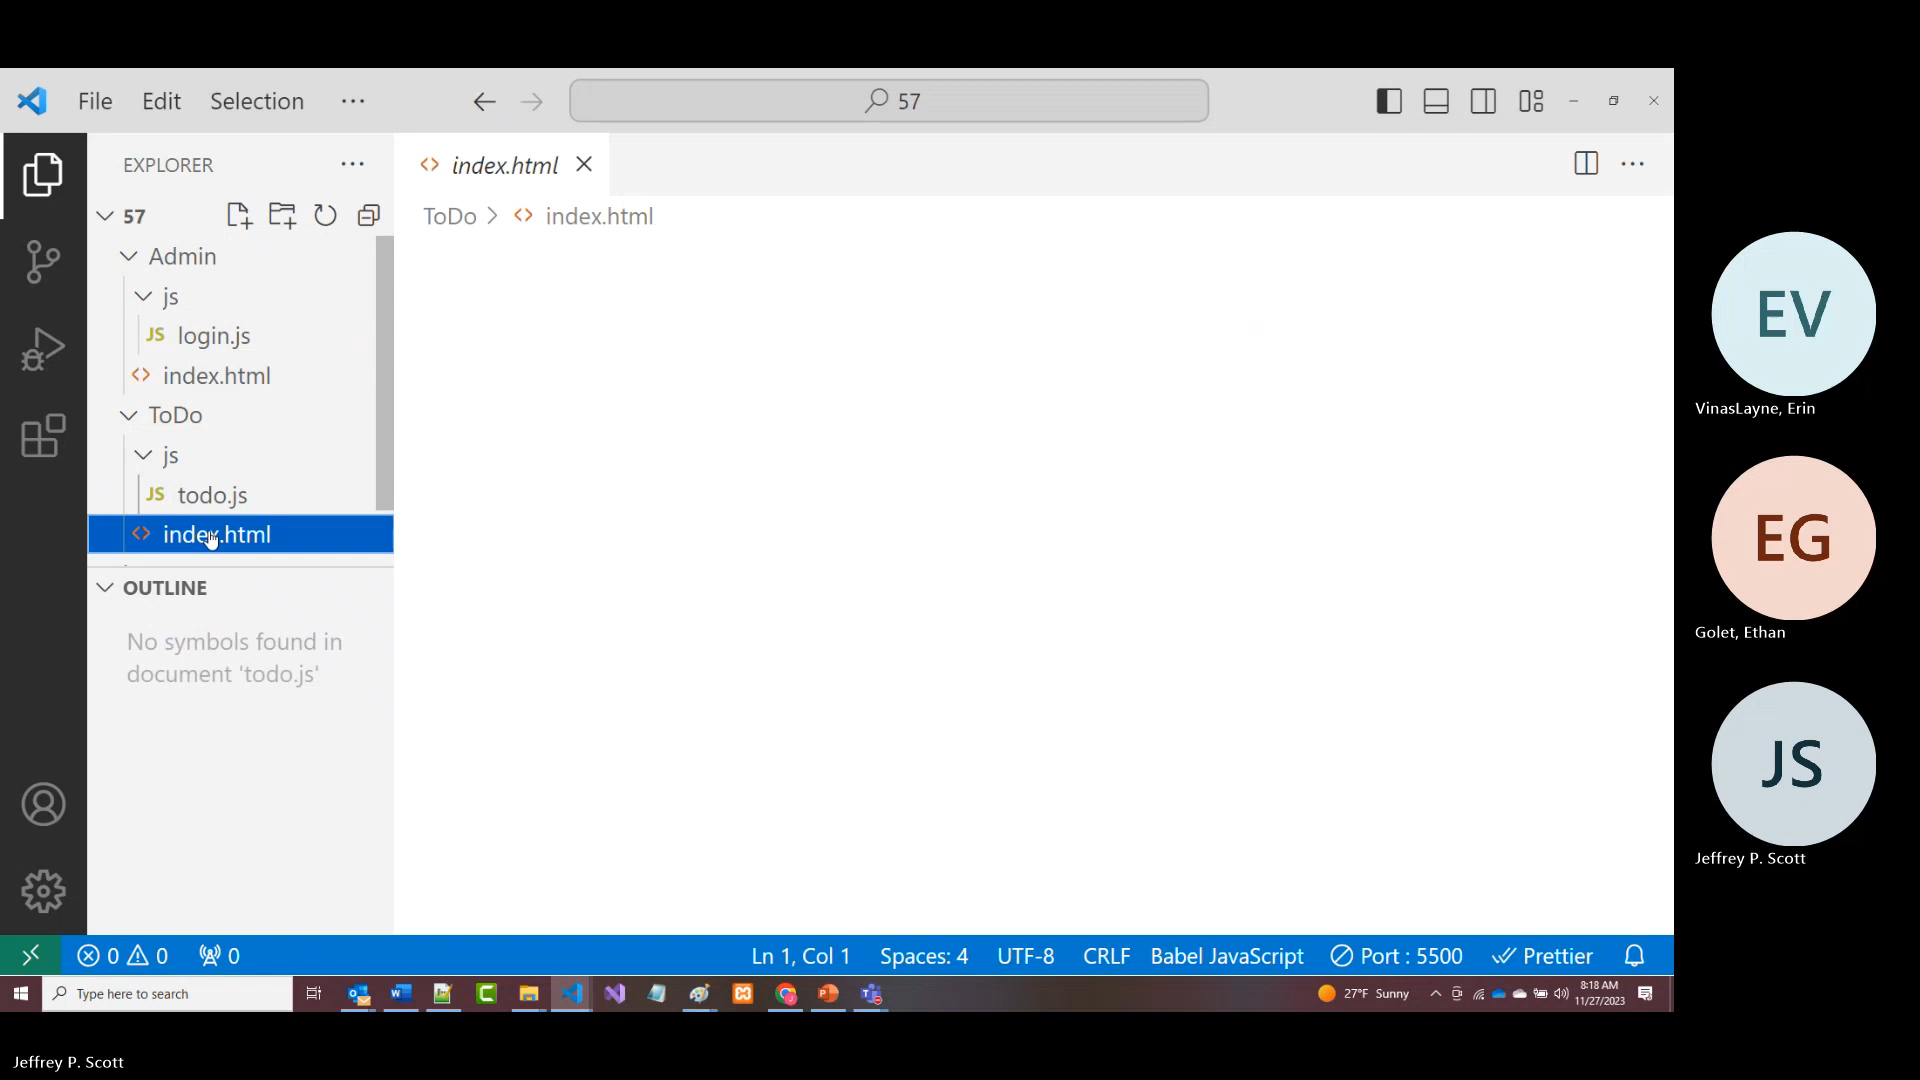 File Edit Selection ...
57
EXPLORER ...
57
Admin
js
JS login.js
<> index.html
ToDo
js
JS todo.js
<> index.html
OUTLINE
No symbols found in
document 'todo.js'
<> index.html
ToDo > <> index.html
0 0 0
Ln 1, Col 1
Spaces: 4
UTF-8
CRLF
Babel JavaScript
Port : 5500
Prettier
Type here to search
27°F Sunny
8:18 AM
11/27/2023
EV
VinasLayne, Erin
EG
Golet, Ethan
JS
Jeffrey P. Scott
Jeffrey P. Scott